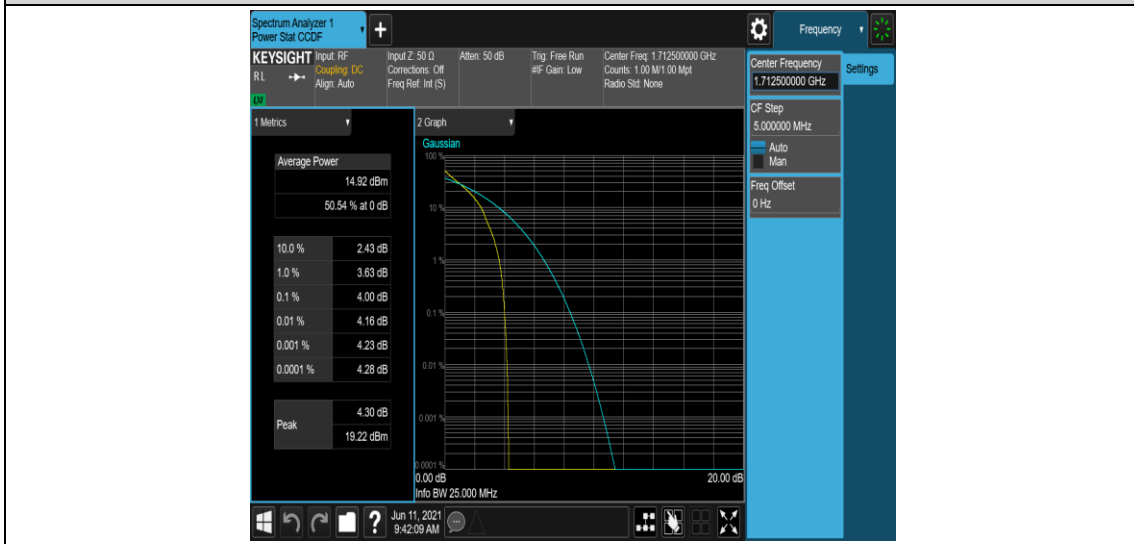 Spectrum Analyzer 1
Power Stat CCDF
Frequency
KEYSIGHT
R L
LXI
Input: RF
Coupling: DC
Align: Auto
Input Z: 50 Ω
Corrections: Off
Freq Ref: Int (S)
Atten: 50 dB
Trig: Free Run
#IF Gain: Low
Center Freq: 1.712500000 GHz
Counts: 1.00 M/1.00 Mpt
Radio Std: None
Center Frequency
1.712500000 GHz
Settings
CF Step
5.000000 MHz
Auto
Man
Freq Offset
0 Hz
1 Metrics
Average Power
14.92 dBm
50.54 % at 0 dB
10.0 % 2.43 dB
1.0 % 3.63 dB
0.1 % 4.00 dB
0.01 % 4.16 dB
0.001 % 4.23 dB
0.0001 % 4.28 dB
Peak 4.30 dB
19.22 dBm
2 Graph
Gaussian
100 %
10 %
1 %
0.1 %
0.01 %
0.001 %
0.0001 %
0.00 dB 20.00 dB
Info BW 25.000 MHz
Jun 11, 2021
9:42:09 AM